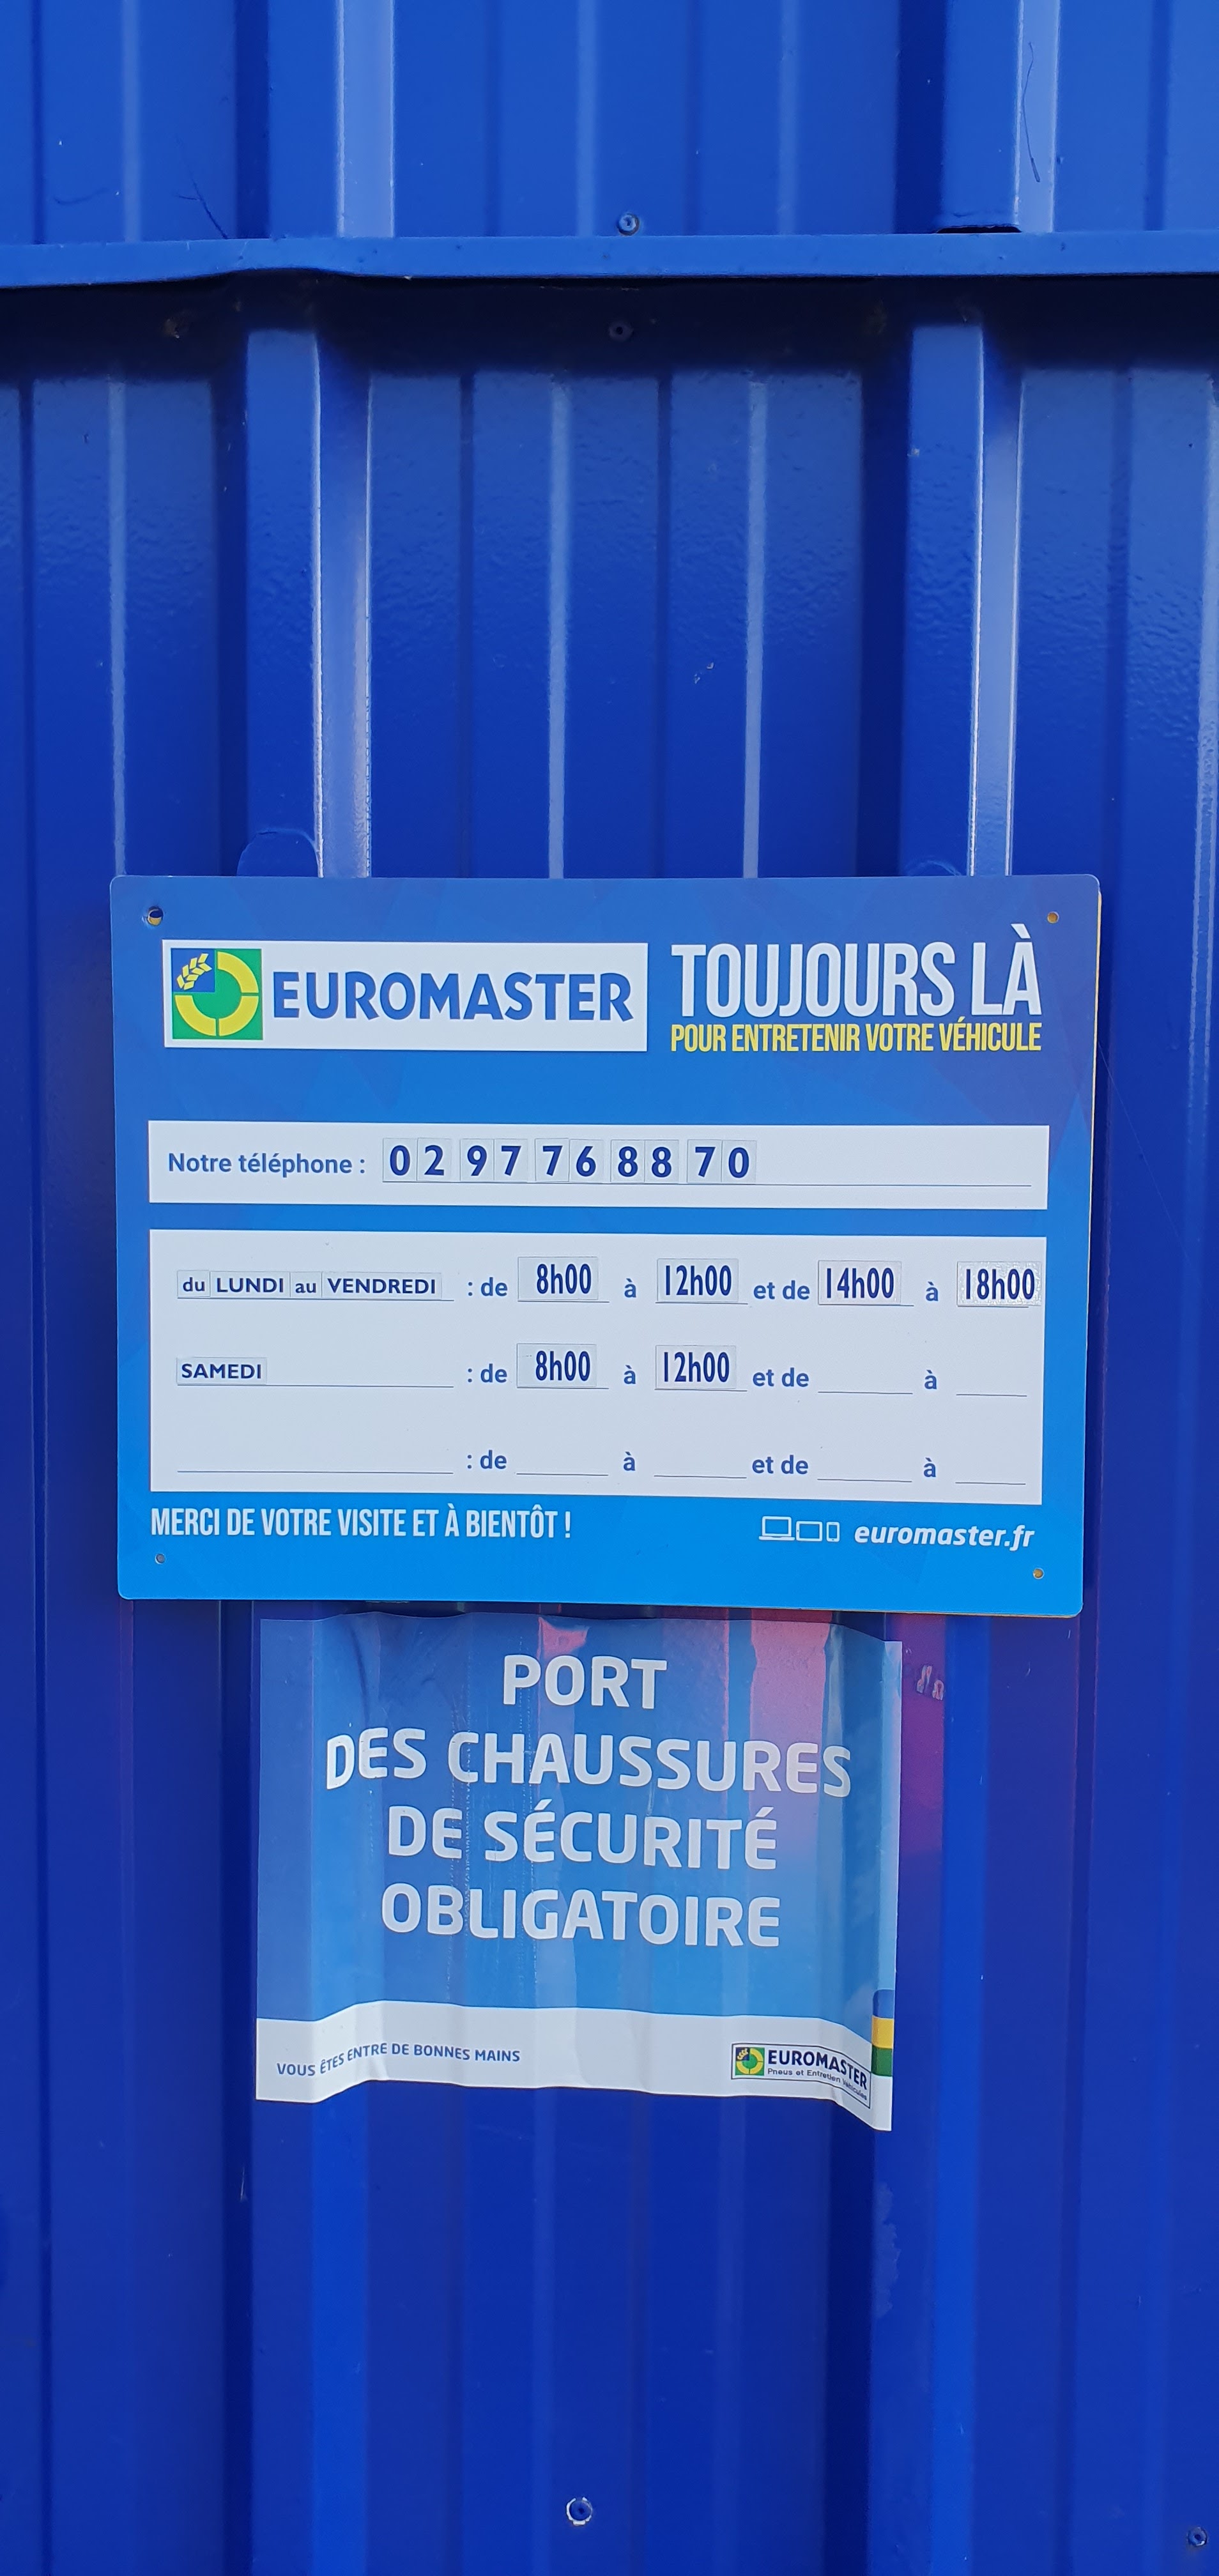 EUROMASTER
TOUJOURS LÀ
POUR ENTRETENIR VOTRE VÉHICULE
Notre téléphone : 02 97 76 88 70
du LUNDI au VENDREDI : de 8h00 à 12h00 et de 14h00 à 18h00
SAMEDI : de 8h00 à 12h00 et de à
: de à et de à
MERCI DE VOTRE VISITE ET À BIENTÔT !
euromaster.fr
PORT
DES CHAUSSURES
DE SÉCURITÉ
OBLIGATOIRE
VOUS ÊTES ENTRE DE BONNES MAINS
EUROMASTER
Pneus et Entretien Véhicules